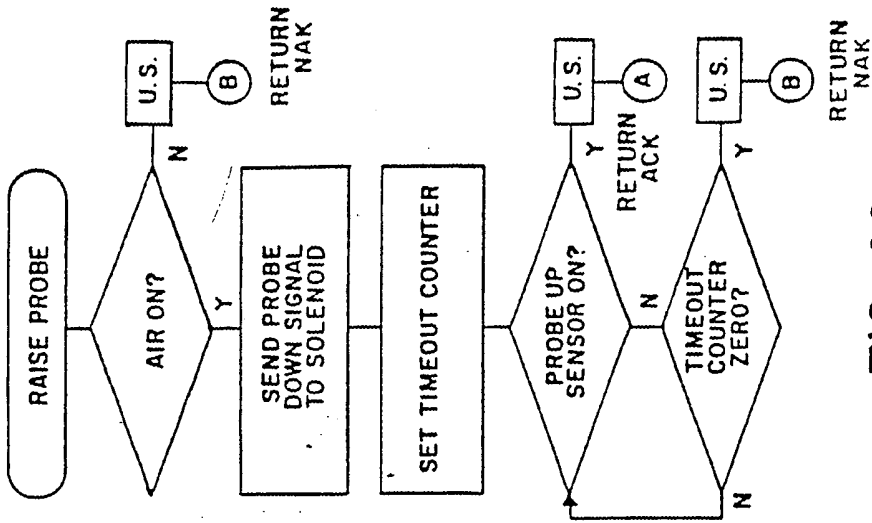 RAISE PROBE
AIR ON?
N
U.S.
B
RETURN
NAK
Y
SEND PROBE
DOWN SIGNAL
TO SOLENOID
SET TIMEOUT COUNTER
PROBE UP
SENSOR ON?
Y
U.S.
A
RETURN
ACK
N
TIMEOUT
COUNTER
ZERO?
Y
U.S.
B
RETURN
NAK
N